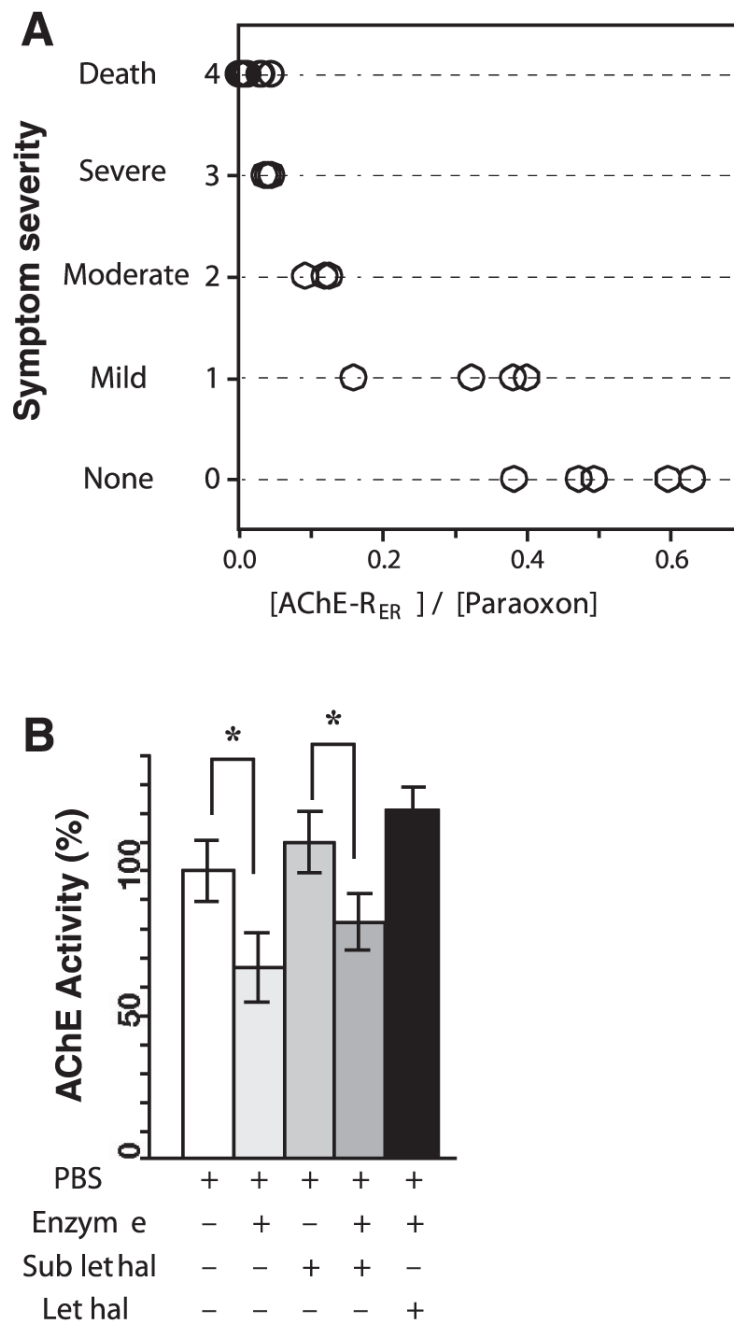 A
Symptom severity
Death 4
Severe 3
Moderate 2
Mild 1
None 0
0.0 0.2 0.4 0.6
[AChE-RER ] / [Paraoxon]
B
* *
AChE Activity (%)
100
50
0
PBS + + + + +
Enzym e – + – + +
Sub let hal – – + + –
Let hal – – – – +